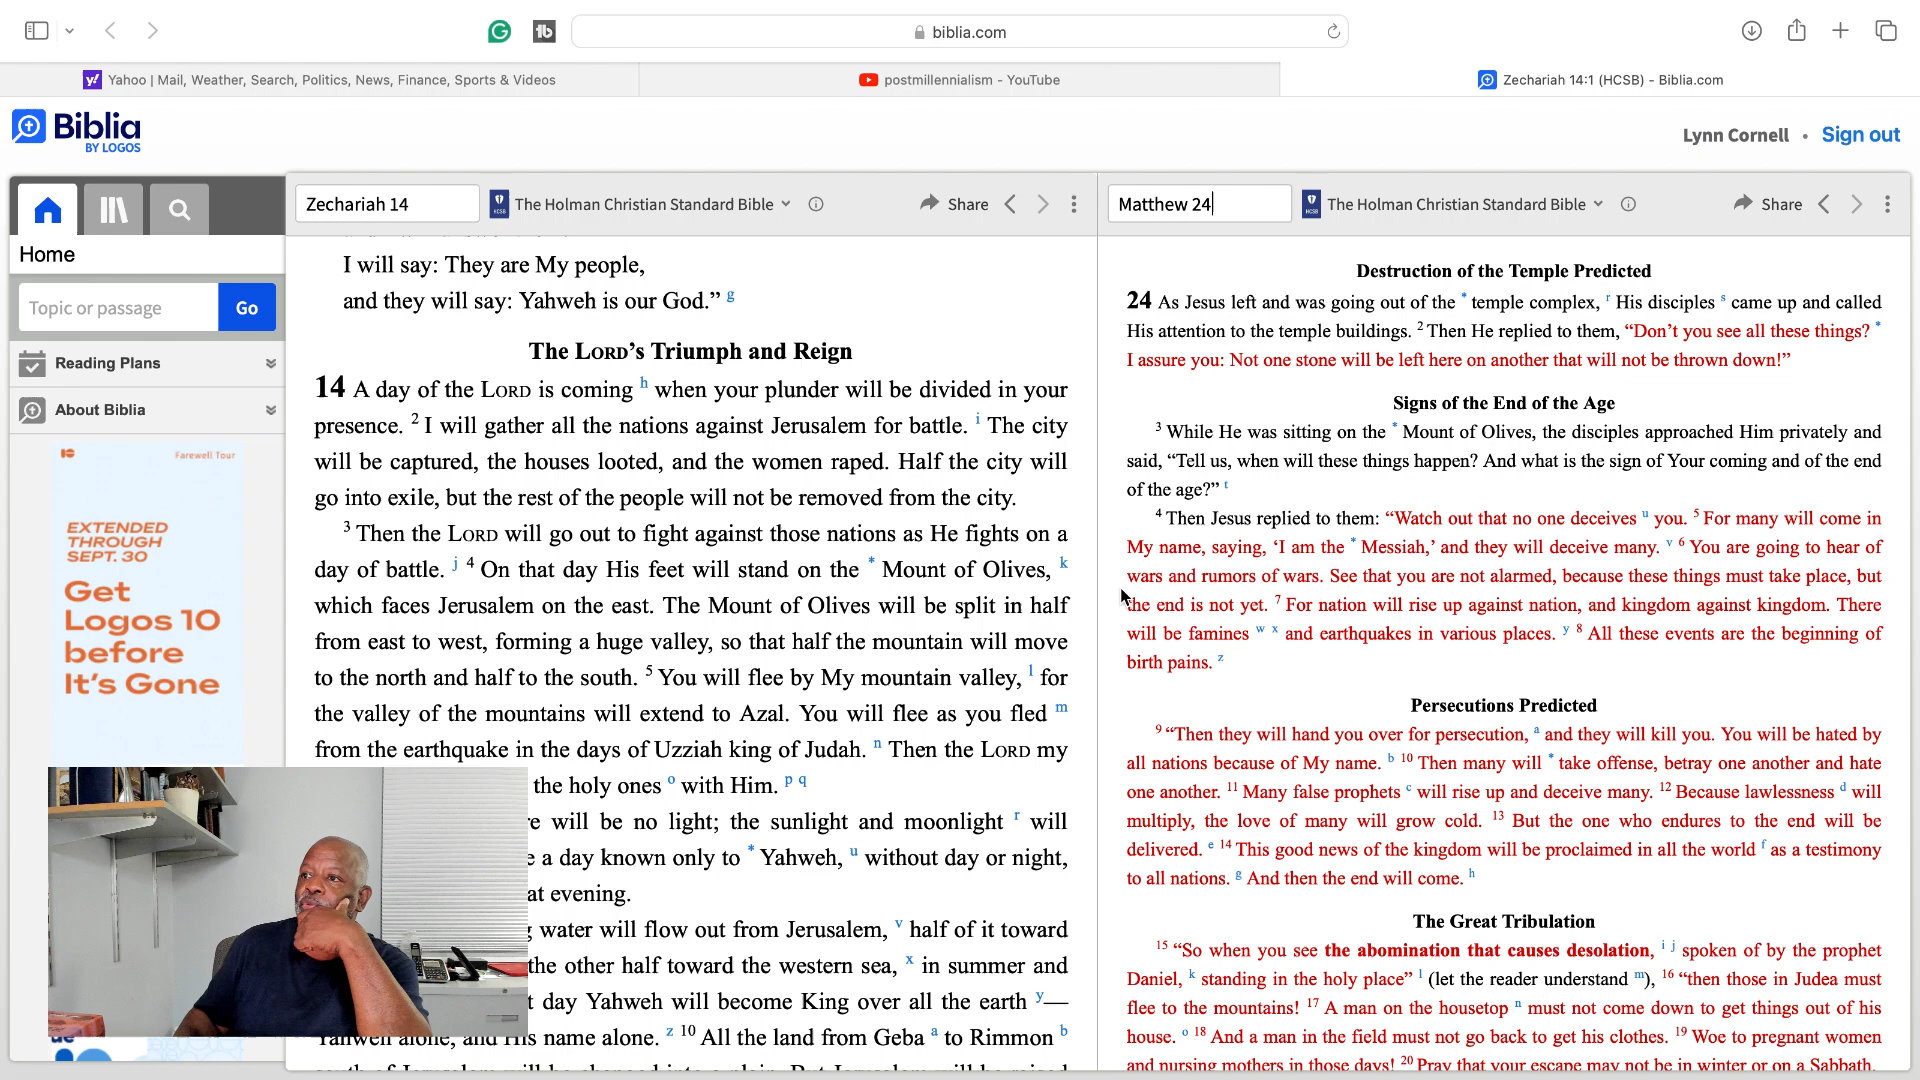 biblia.com
Yahoo | Mail, Weather, Search, Politics, News, Finance, Sports & Videos
postmillennialism - YouTube
Zechariah 14:1 (HCSB) - Biblia.com
Biblia
BY LOGOS
Lynn Cornell • Sign out
Home
Topic or passage
Go
Reading Plans
About Biblia
Farewell Tour
EXTENDED
THROUGH
SEPT. 30
Get
Logos 10
before
It's Gone
Zechariah 14
The Holman Christian Standard Bible
Share
I will say: They are My people,
and they will say: Yahweh is our God.” g
The LORD’s Triumph and Reign
14 A day of the LORD is coming h when your plunder will be divided in your
presence. 2 I will gather all the nations against Jerusalem for battle. i The city
will be captured, the houses looted, and the women raped. Half the city will
go into exile, but the rest of the people will not be removed from the city.
3 Then the LORD will go out to fight against those nations as He fights on a
day of battle. j 4 On that day His feet will stand on the * Mount of Olives, k
which faces Jerusalem on the east. The Mount of Olives will be split in half
from east to west, forming a huge valley, so that half the mountain will move
to the north and half to the south. 5 You will flee by My mountain valley, l for
the valley of the mountains will extend to Azal. You will flee as you fled m
from the earthquake in the days of Uzziah king of Judah. n Then the LORD my
the holy ones o with Him. p q
will be no light; the sunlight and moonlight r will
a day known only to * Yahweh, u without day or night,
at evening.
water will flow out from Jerusalem, v half of it toward
the other half toward the western sea, x in summer and
day Yahweh will become King over all the earth y—
Yahweh alone, and His name alone. z 10 All the land from Geba a to Rimmon b
Matthew 24
The Holman Christian Standard Bible
Share
Destruction of the Temple Predicted
24 As Jesus left and was going out of the * temple complex, r His disciples s came up and called
His attention to the temple buildings. 2 Then He replied to them, “Don’t you see all these things? *
I assure you: Not one stone will be left here on another that will not be thrown down!”
Signs of the End of the Age
3 While He was sitting on the * Mount of Olives, the disciples approached Him privately and
said, “Tell us, when will these things happen? And what is the sign of Your coming and of the end
of the age?” t
4 Then Jesus replied to them: “Watch out that no one deceives u you. 5 For many will come in
My name, saying, ‘I am the * Messiah,’ and they will deceive many. v 6 You are going to hear of
wars and rumors of wars. See that you are not alarmed, because these things must take place, but
the end is not yet. 7 For nation will rise up against nation, and kingdom against kingdom. There
will be famines w x and earthquakes in various places. y 8 All these events are the beginning of
birth pains. z
Persecutions Predicted
9 “Then they will hand you over for persecution, a and they will kill you. You will be hated by
all nations because of My name. b 10 Then many will * take offense, betray one another and hate
one another. 11 Many false prophets c will rise up and deceive many. 12 Because lawlessness d will
multiply, the love of many will grow cold. 13 But the one who endures to the end will be
delivered. e 14 This good news of the kingdom will be proclaimed in all the world f as a testimony
to all nations. g And then the end will come. h
The Great Tribulation
15 “So when you see the abomination that causes desolation, i j spoken of by the prophet
Daniel, k standing in the holy place” l (let the reader understand m), 16 “then those in Judea must
flee to the mountains! 17 A man on the housetop n must not come down to get things out of his
house. o 18 And a man in the field must not go back to get his clothes. 19 Woe to pregnant women
and nursing mothers in those days! 20 Pray that your escape may not be in winter or on a Sabbath.